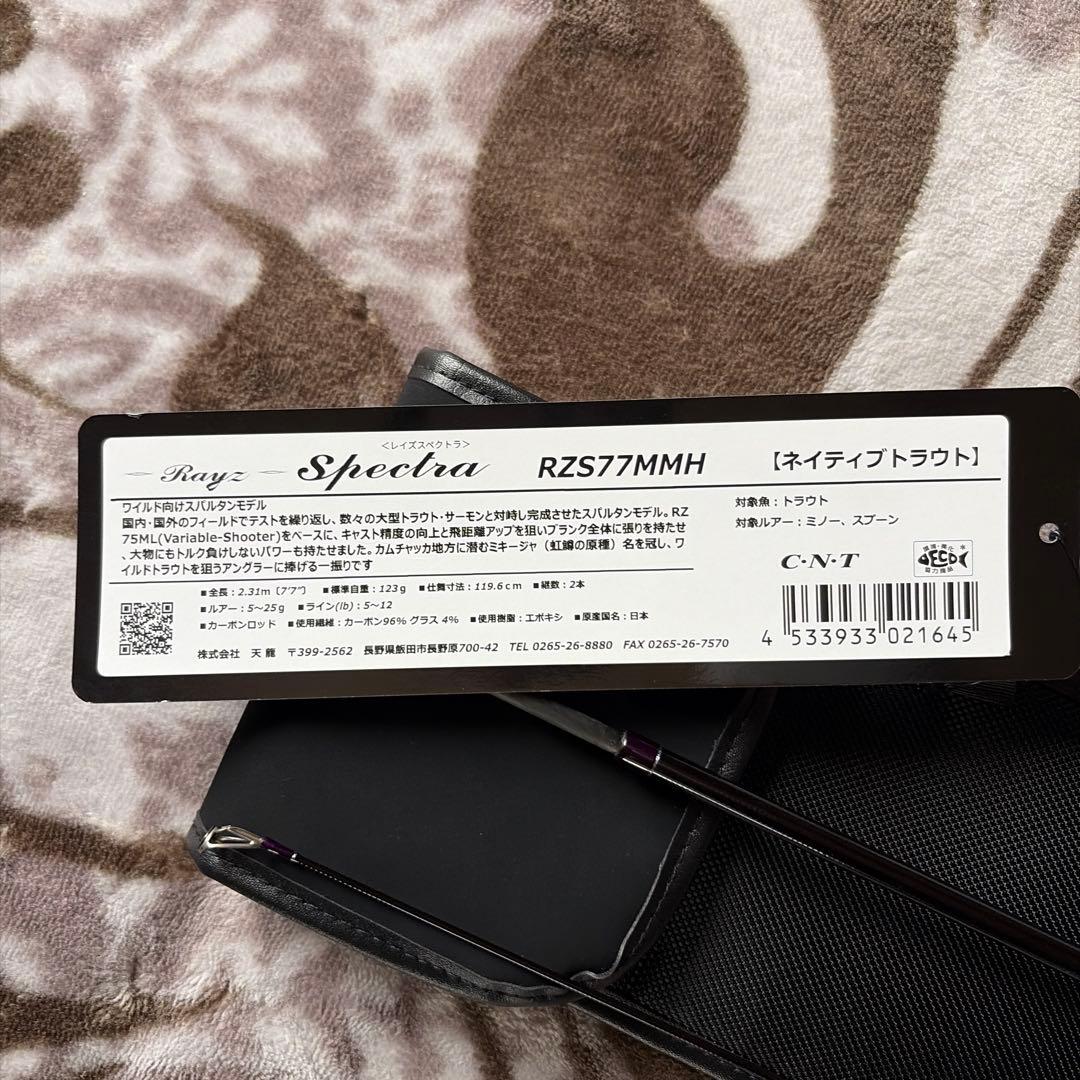 <レイズスペクトラ>
Rayz Spectra RZS77MMH 【ネイティブトラウト】
ワイルド向けスパルタンモデル
国内・国外のフィールドでテストを繰り返し、数々の大型トラウト・サーモンと対峙し完成させたスパルタンモデル。RZ
75ML(Variable-Shooter)をベースに、キャスト精度の向上と飛距離アップを狙いブランク全体に張りを持たせ
、大物にもトルク負けしないパワーも持たせました。カムチャッカ地方に潜むミキージャ（虹鱒の原種）名を冠し、ワ
イルドトラウトを狙うアングラーに捧げる一振りです
対象魚：トラウト
対象ルアー：ミノー、スプーン
C・N・T
ECO
■全長：2.31m〔7'7"〕 ■標準自重：123g ■仕舞寸法：119.6cm ■継数：2本
■ルアー：5～25g ■ライン(lb)：5～12
■カーボンロッド ■使用繊維：カーボン96% グラス 4% ■使用樹脂：エポキシ ■原産国名：日本
株式会社 天龍 〒399-2562 長野県飯田市長野原700-42 TEL 0265-26-8880 FAX 0265-26-7570
4 533933 021645